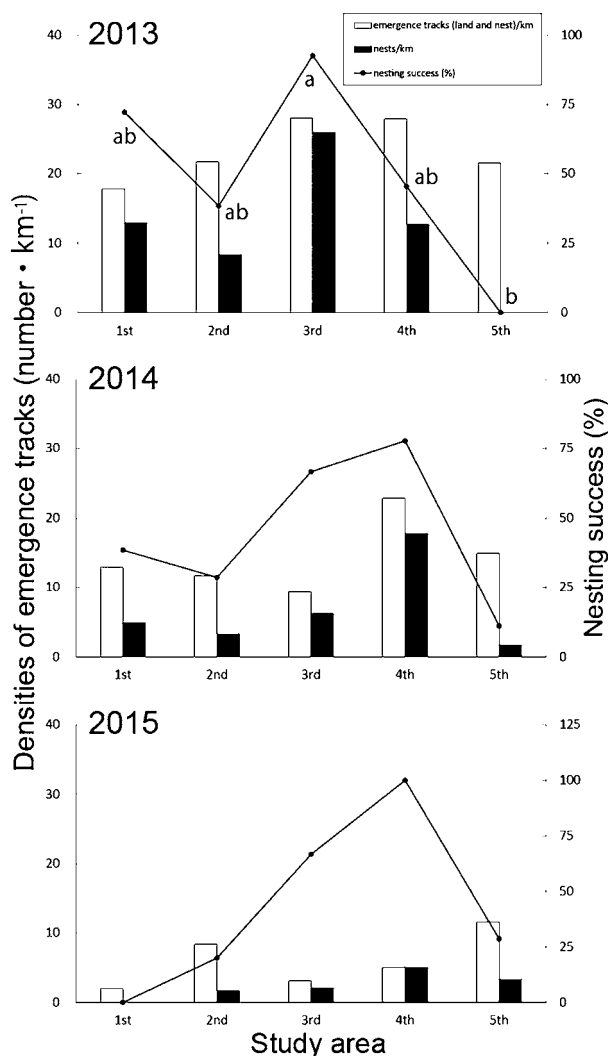 2013
emergence tracks (land and nest)/km
nests/km
nesting success (%)
40
30
20
10
0
100
75
50
25
0
ab
ab
a
ab
b
1st
2nd
3rd
4th
5th
2014
40
30
20
10
0
100
75
50
25
0
1st
2nd
3rd
4th
5th
2015
40
30
20
10
0
125
100
75
50
25
0
1st
2nd
3rd
4th
5th
Densities of emergence tracks (number・km⁻¹)
Nesting success (%)
Study area